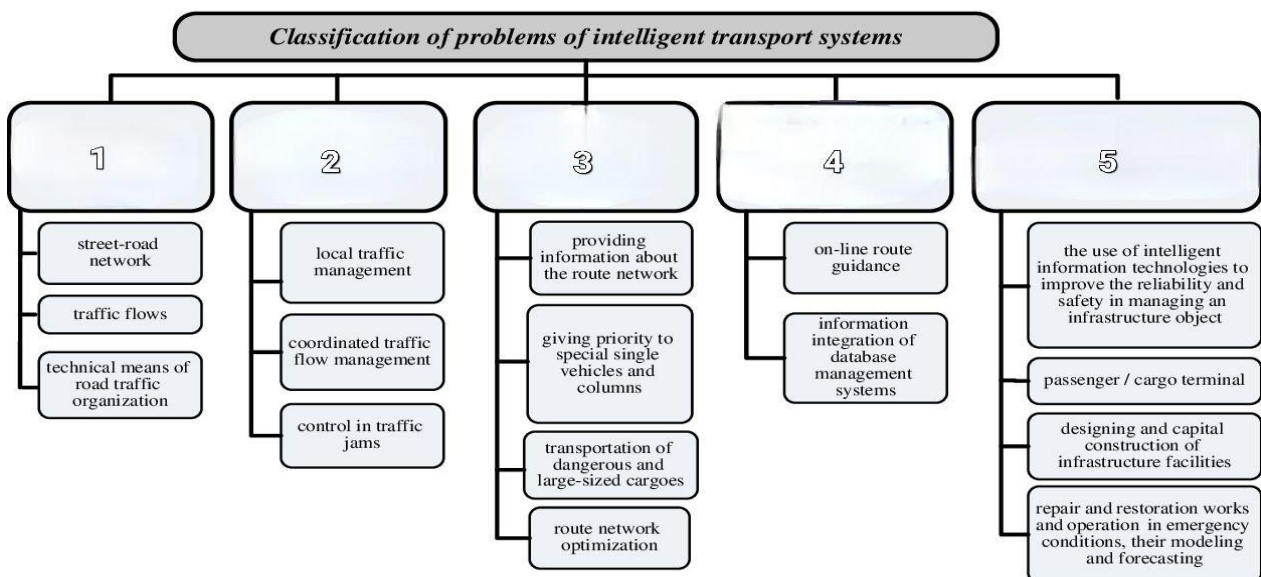 Classification of problems of intelligent transport systems
1
2
3
4
5
street-road
network
traffic flows
technical means of
road traffic
organization
local traffic
management
coordinated traffic
flow management
control in traffic
jams
providing
information about
the route network
giving priority to
special single
vehicles and
columns
transportation of
dangerous and
large-sized cargoes
route network
optimization
on-line route
guidance
information
integration of
database
management
systems
the use of intelligent
information technologies to
improve the reliability and
safety in managing an
infrastructure object
passenger / cargo terminal
designing and capital
construction of
infrastructure facilities
repair and restoration works
and operation in emergency
conditions, their modeling
and forecasting